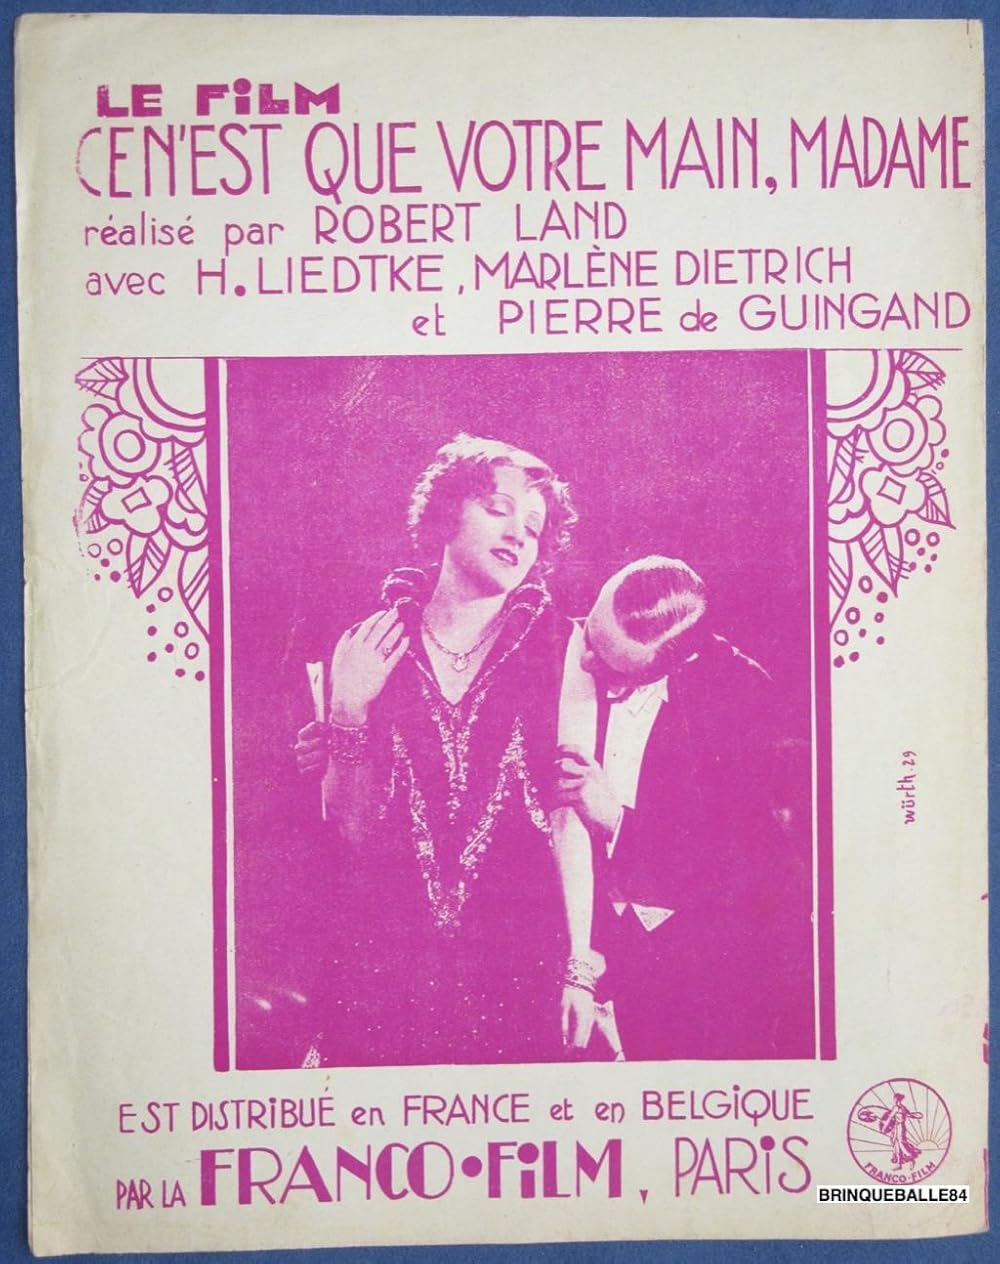 LE FiLM
CE N'EST QUE VOTRE MAIN, MADAME
réalisé par ROBERT LAND
avec H. LIEDTKE, MARLÈNE DIETRICH
et PIERRE de GUINGAND
würth. 29
EST DISTRiBUÉ en FRANCE et en BELGiQUE
PAR LA FRANCO•FiLM, PARiS
FRANCO-FILM
BRINQUEBALLE84